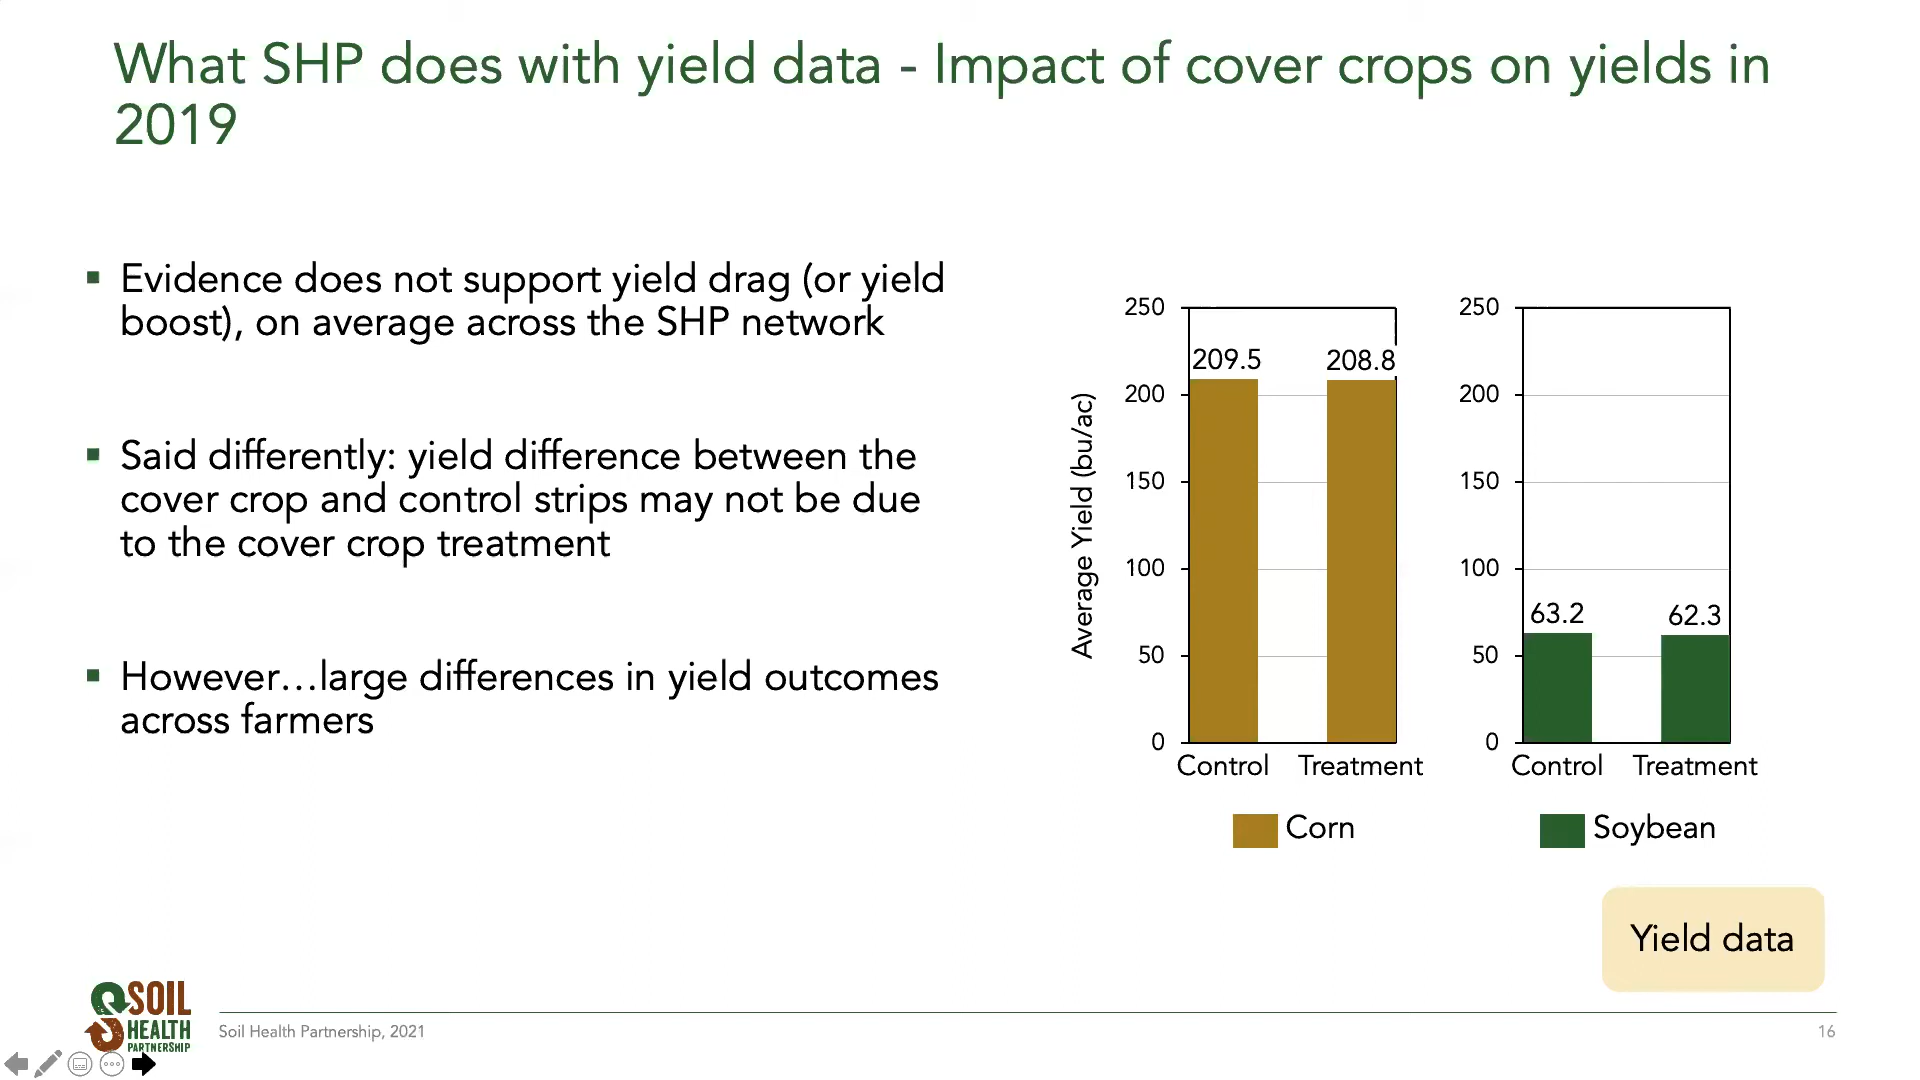 What SHP does with yield data - Impact of cover crops on yields in
2019
Evidence does not support yield drag (or yield
boost), on average across the SHP network
Said differently: yield difference between the
cover crop and control strips may not be due
to the cover crop treatment
However…large differences in yield outcomes
across farmers
Average Yield (bu/ac)
250
200
150
100
50
0
209.5
208.8
Control
Treatment
Corn
250
200
150
100
50
0
63.2
62.3
Control
Treatment
Soybean
Yield data
SOIL
HEALTH
PARTNERSHIP
Soil Health Partnership, 2021
16